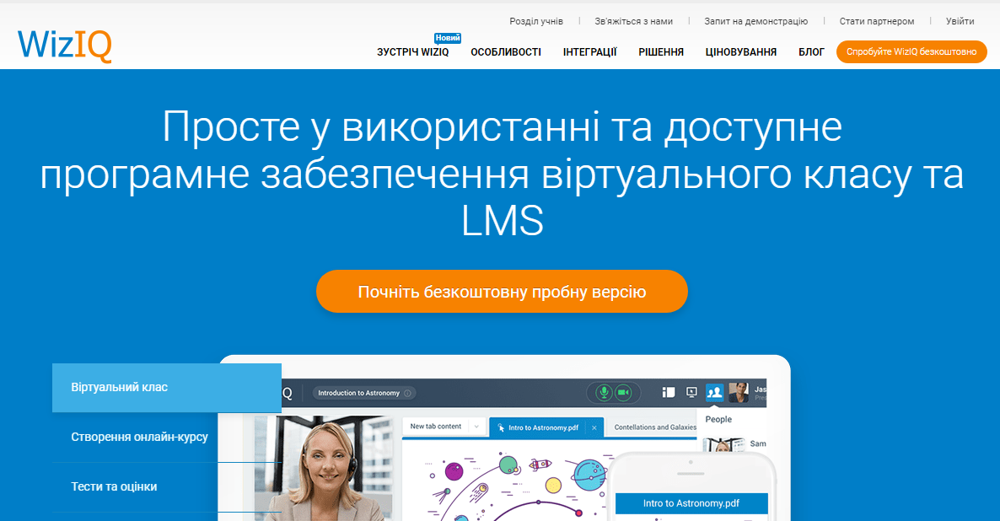 Розділ учнів
Зв'яжіться з нами
Запит на демонстрацію
Стати партнером
Увійти
WizIQ
Новий
ЗУСТРІЧ WIZIQ
ОСОБЛИВОСТІ
ІНТЕГРАЦІЇ
РІШЕННЯ
ЦІНОВУВАННЯ
БЛОГ
Спробуйте WizIQ безкоштовно
Просте у використанні та доступне
програмне забезпечення віртуального класу та
LMS
Почніть безкоштовну пробну версію
Віртуальний клас
Створення онлайн-курсу
Тести та оцінки
Q
Introduction to Astronomy
Jas
Pres
New tab content
Intro to Astronomy.pdf
Contellations and Galaxies
People
Sam
Intro to Astronomy.pdf